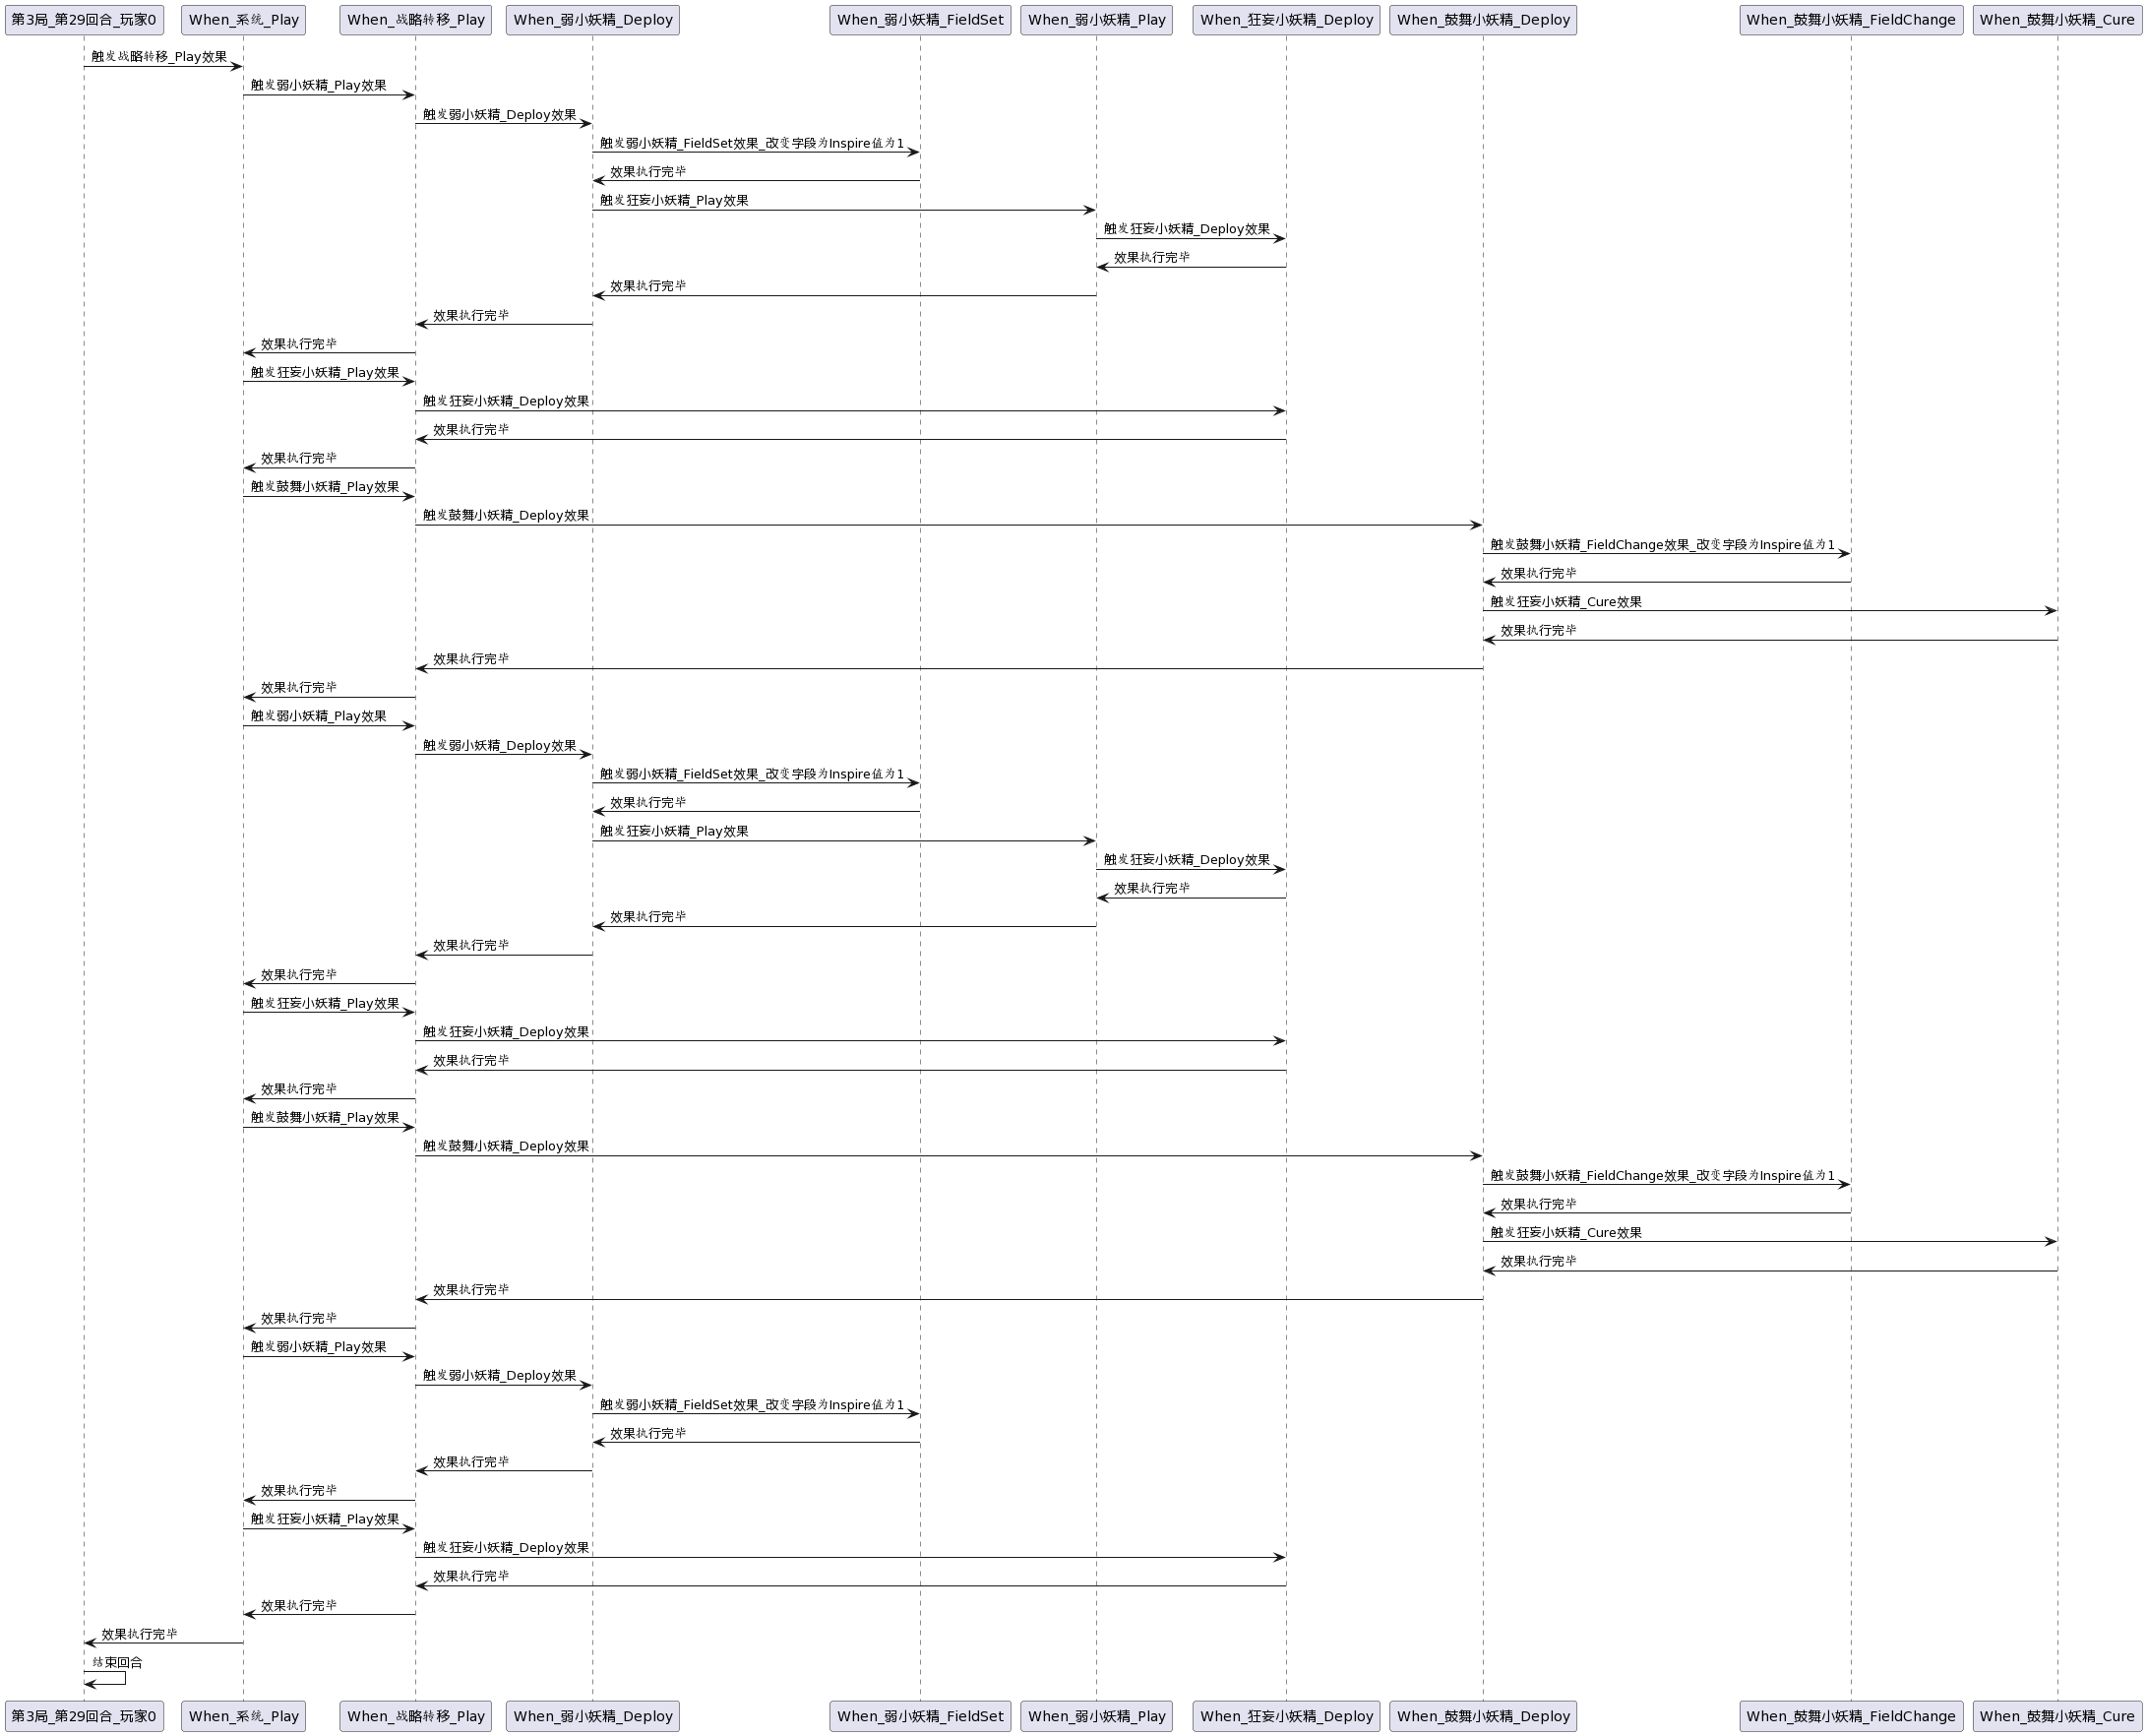 第3局_第29回合_玩家0
When_系统_Play
When_战略转移_Play
When_弱小妖精_Deploy
When_弱小妖精_FieldSet
When_弱小妖精_Play
When_狂妄小妖精_Deploy
When_鼓舞小妖精_Deploy
When_鼓舞小妖精_FieldChange
When_鼓舞小妖精_Cure
触发战略转移_Play效果
触发弱小妖精_Play效果
触发弱小妖精_Deploy效果
触发弱小妖精_FieldSet效果_改变字段为Inspire值为1
效果执行完毕
触发狂妄小妖精_Play效果
触发狂妄小妖精_Deploy效果
效果执行完毕
效果执行完毕
效果执行完毕
效果执行完毕
触发狂妄小妖精_Play效果
触发狂妄小妖精_Deploy效果
效果执行完毕
效果执行完毕
触发鼓舞小妖精_Play效果
触发鼓舞小妖精_Deploy效果
触发鼓舞小妖精_FieldChange效果_改变字段为Inspire值为1
效果执行完毕
触发狂妄小妖精_Cure效果
效果执行完毕
效果执行完毕
效果执行完毕
触发弱小妖精_Play效果
触发弱小妖精_Deploy效果
触发弱小妖精_FieldSet效果_改变字段为Inspire值为1
效果执行完毕
触发狂妄小妖精_Play效果
触发狂妄小妖精_Deploy效果
效果执行完毕
效果执行完毕
效果执行完毕
效果执行完毕
触发狂妄小妖精_Play效果
触发狂妄小妖精_Deploy效果
效果执行完毕
效果执行完毕
触发鼓舞小妖精_Play效果
触发鼓舞小妖精_Deploy效果
触发鼓舞小妖精_FieldChange效果_改变字段为Inspire值为1
效果执行完毕
触发狂妄小妖精_Cure效果
效果执行完毕
效果执行完毕
效果执行完毕
触发弱小妖精_Play效果
触发弱小妖精_Deploy效果
触发弱小妖精_FieldSet效果_改变字段为Inspire值为1
效果执行完毕
效果执行完毕
效果执行完毕
触发狂妄小妖精_Play效果
触发狂妄小妖精_Deploy效果
效果执行完毕
效果执行完毕
效果执行完毕
结束回合
第3局_第29回合_玩家0
When_系统_Play
When_战略转移_Play
When_弱小妖精_Deploy
When_弱小妖精_FieldSet
When_弱小妖精_Play
When_狂妄小妖精_Deploy
When_鼓舞小妖精_Deploy
When_鼓舞小妖精_FieldChange
When_鼓舞小妖精_Cure